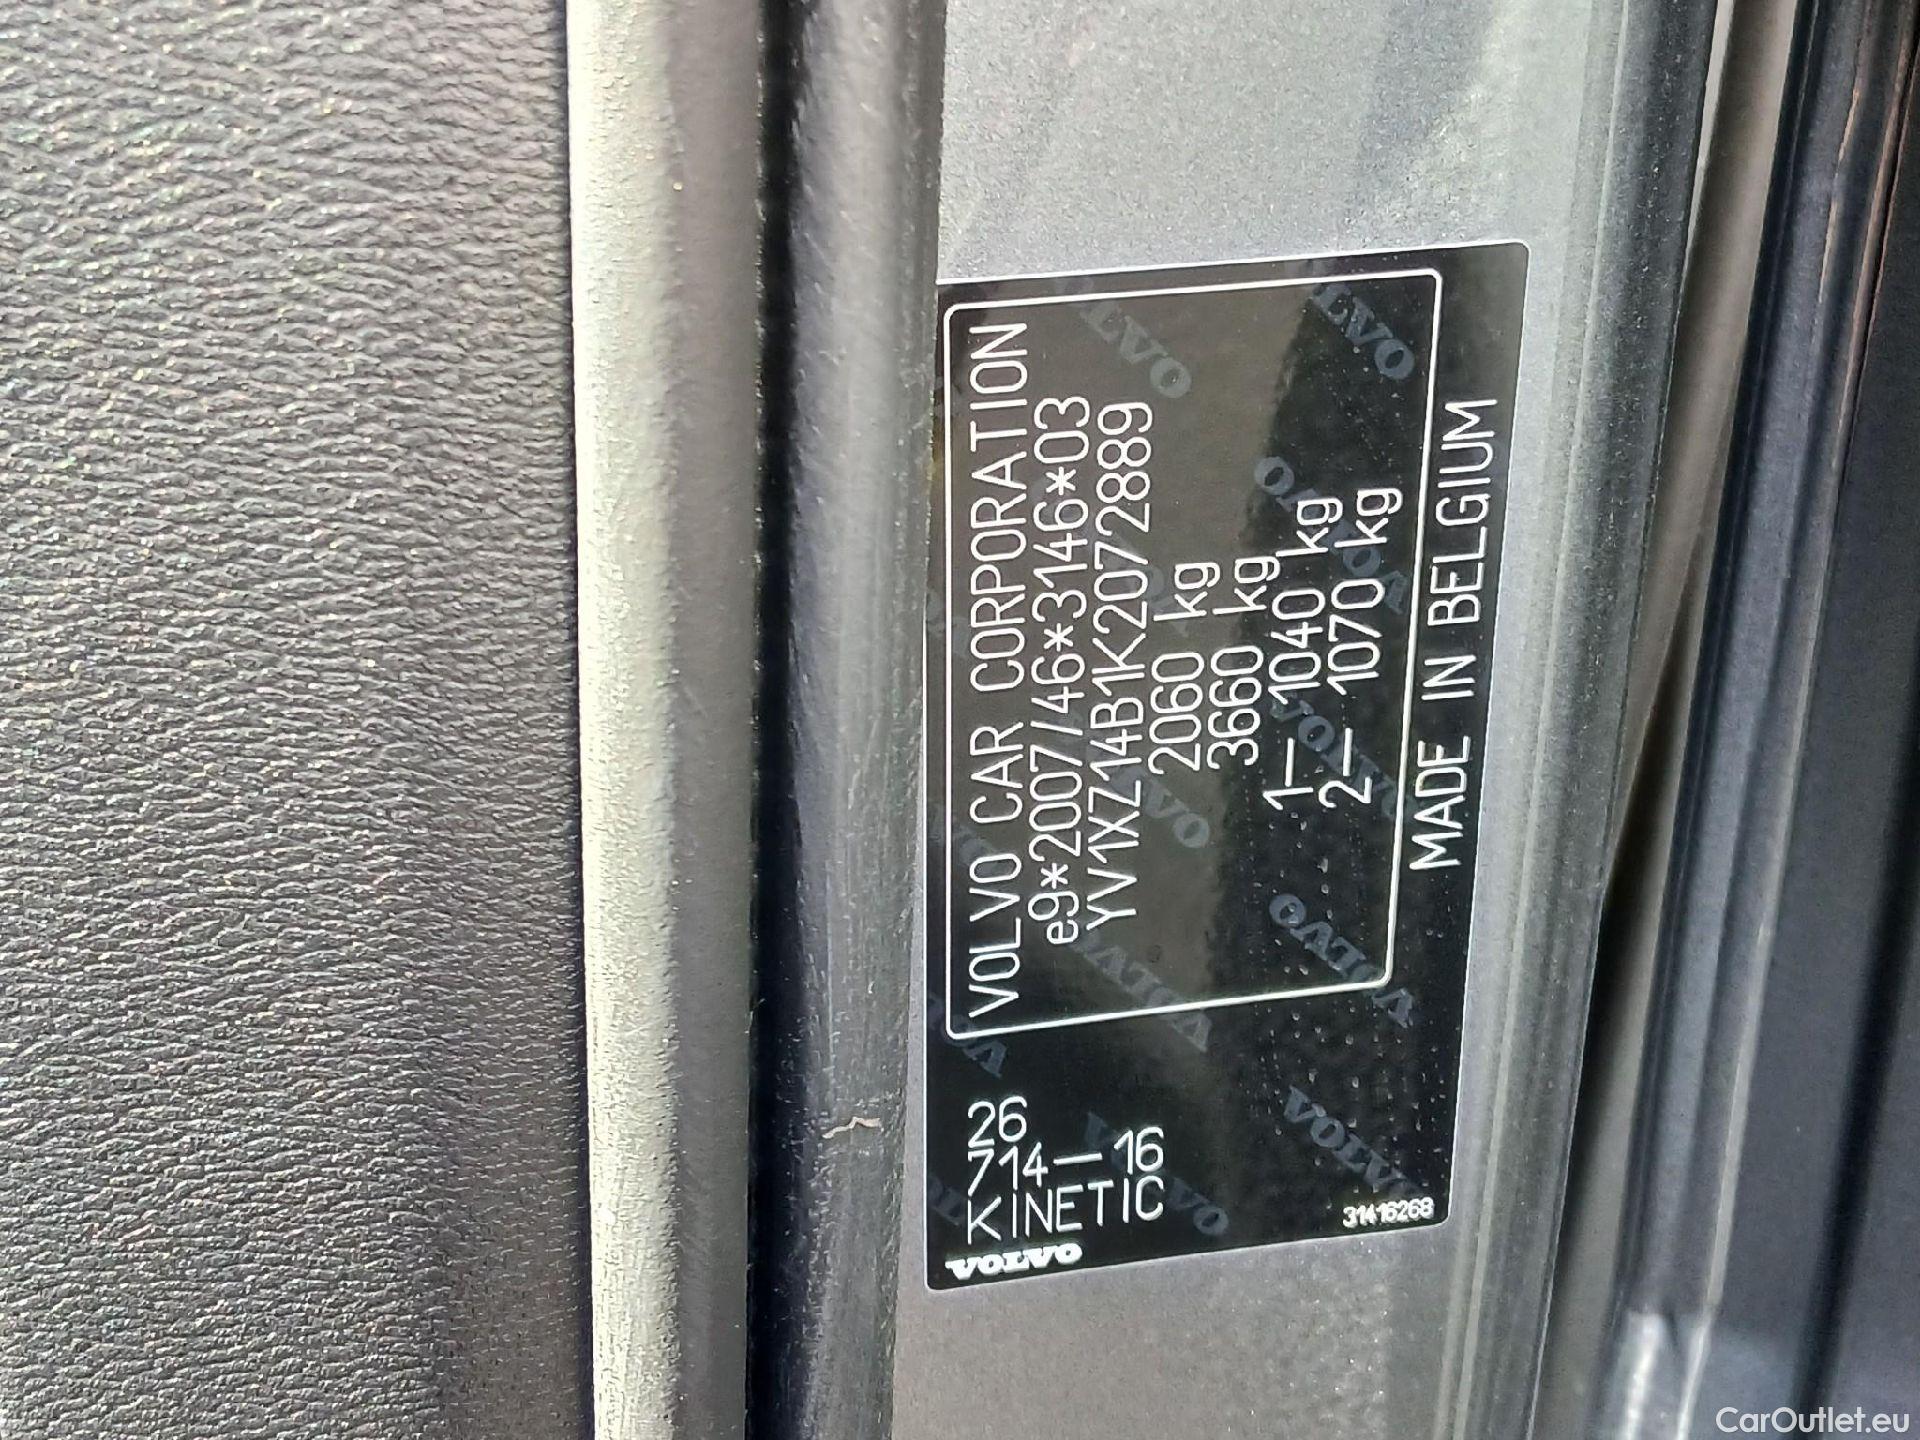 VOLVO CAR CORPORATION
e9*2007/46*3146*03
YV1XZ14B1K2072889
2060 kg
3660 kg
1— 1040 kg
2— 1070 kg
MADE IN BELGIUM
26
714—16
KINETIC
VOLVO
31416268
CarOutlet.eu